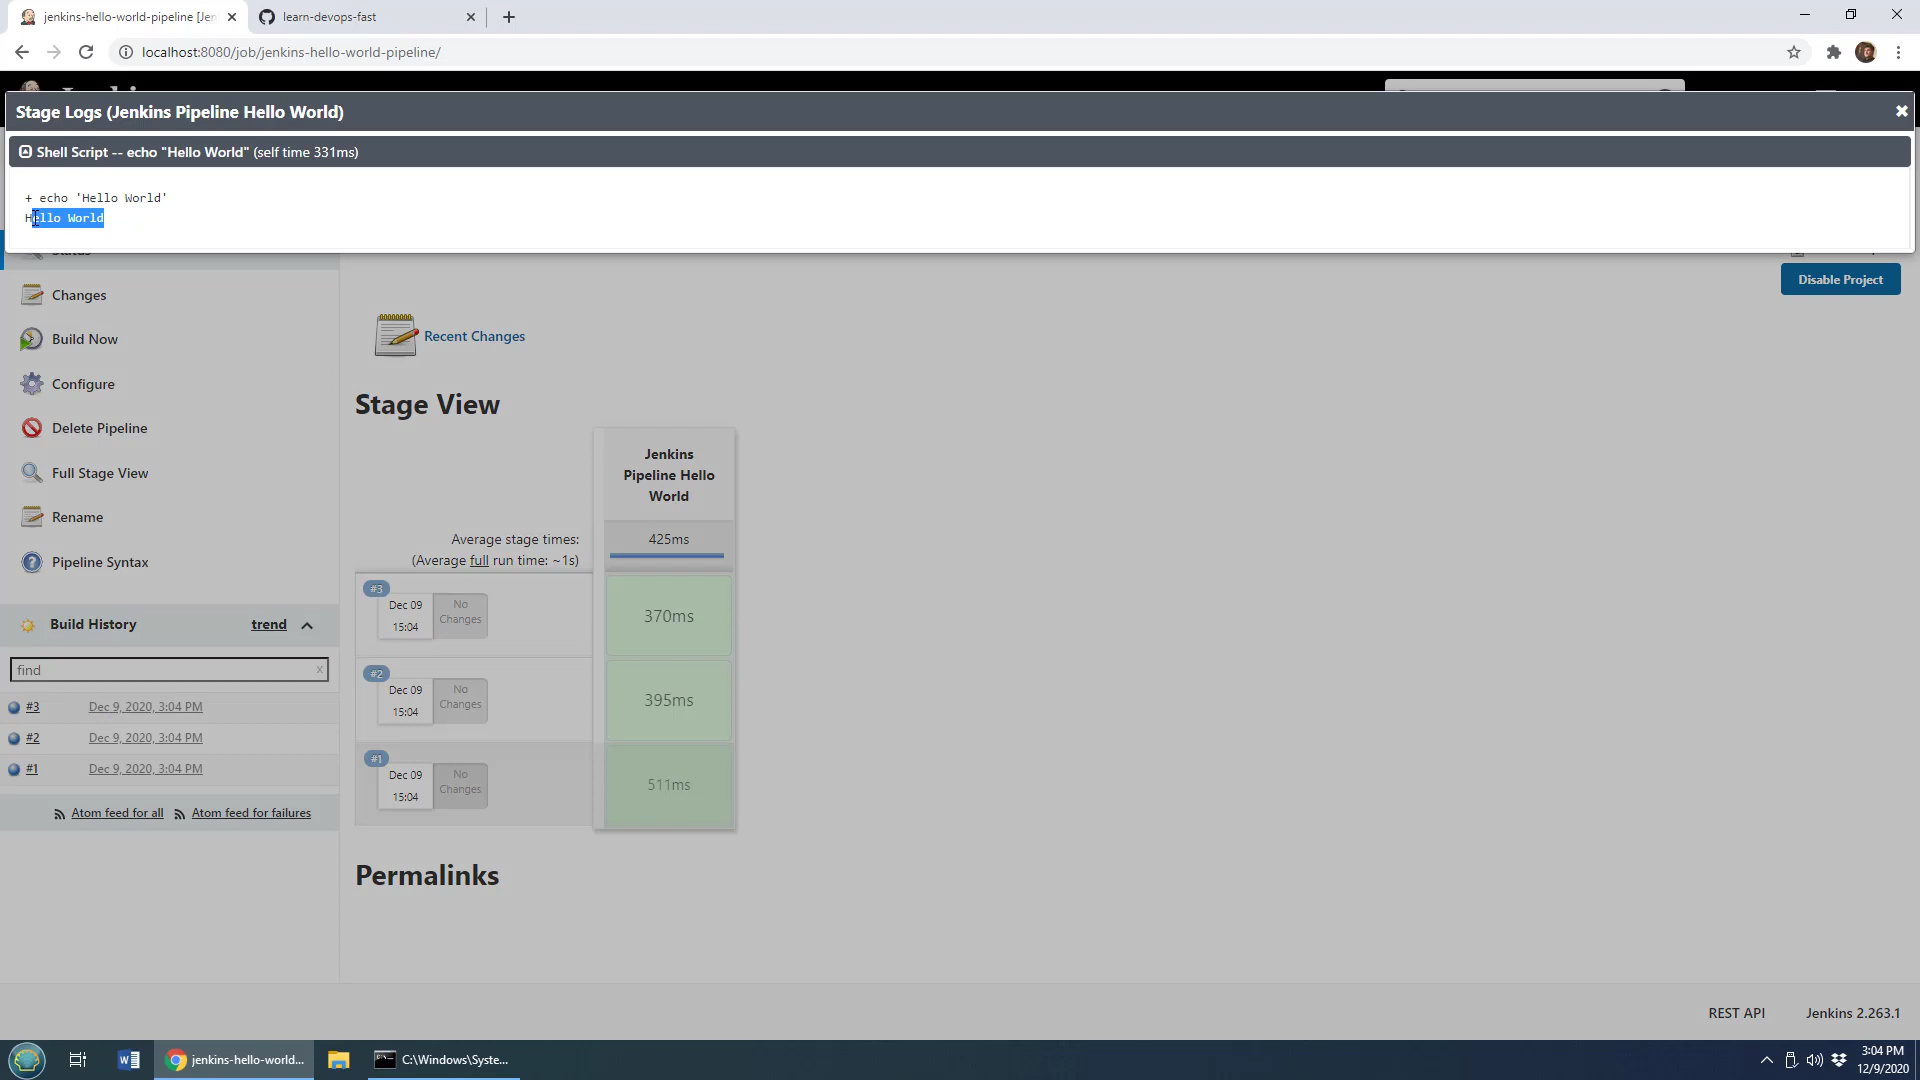 jenkins-hello-world-pipeline [Jen
learn-devops-fast
localhost:8080/job/jenkins-hello-world-pipeline/
Stage Logs (Jenkins Pipeline Hello World)
Shell Script -- echo "Hello World" (self time 331ms)
+ echo 'Hello World'
Hello World
Disable Project
Changes
Build Now
Configure
Delete Pipeline
Full Stage View
Rename
Pipeline Syntax
Build History
trend
find
x
#3 Dec 9, 2020, 3:04 PM
#2 Dec 9, 2020, 3:04 PM
#1 Dec 9, 2020, 3:04 PM
Atom feed for all
Atom feed for failures
Recent Changes
Stage View
Jenkins
Pipeline Hello
World
Average stage times:
(Average full run time: ~1s)
425ms
#3
Dec 09
15:04
No
Changes
370ms
#2
Dec 09
15:04
No
Changes
395ms
#1
Dec 09
15:04
No
Changes
511ms
Permalinks
REST API
Jenkins 2.263.1
jenkins-hello-world...
C:\Windows\Syste...
3:04 PM
12/9/2020